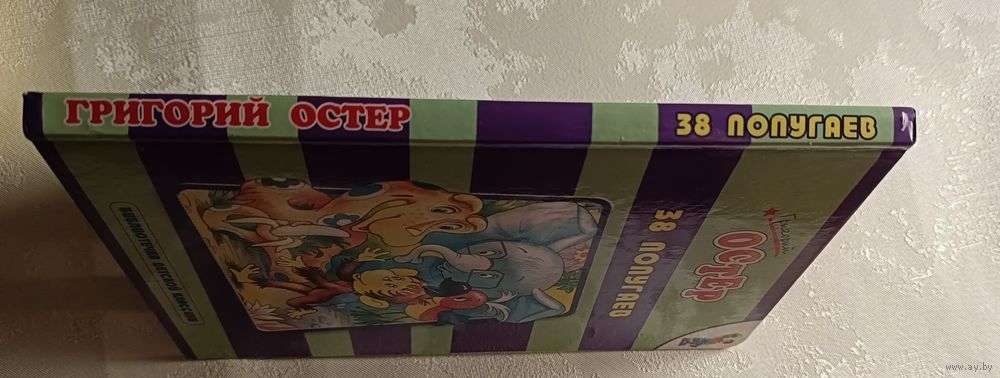 ГРИГОРИЙ ОСТЕР
38 ПОПУГАЕВ
Григорий
ОСТЕР
38 ПОПУГАЕВ
БИБЛИОТЕЧКА ДЕТСКОЙ КЛАССИКИ
www.ay.by